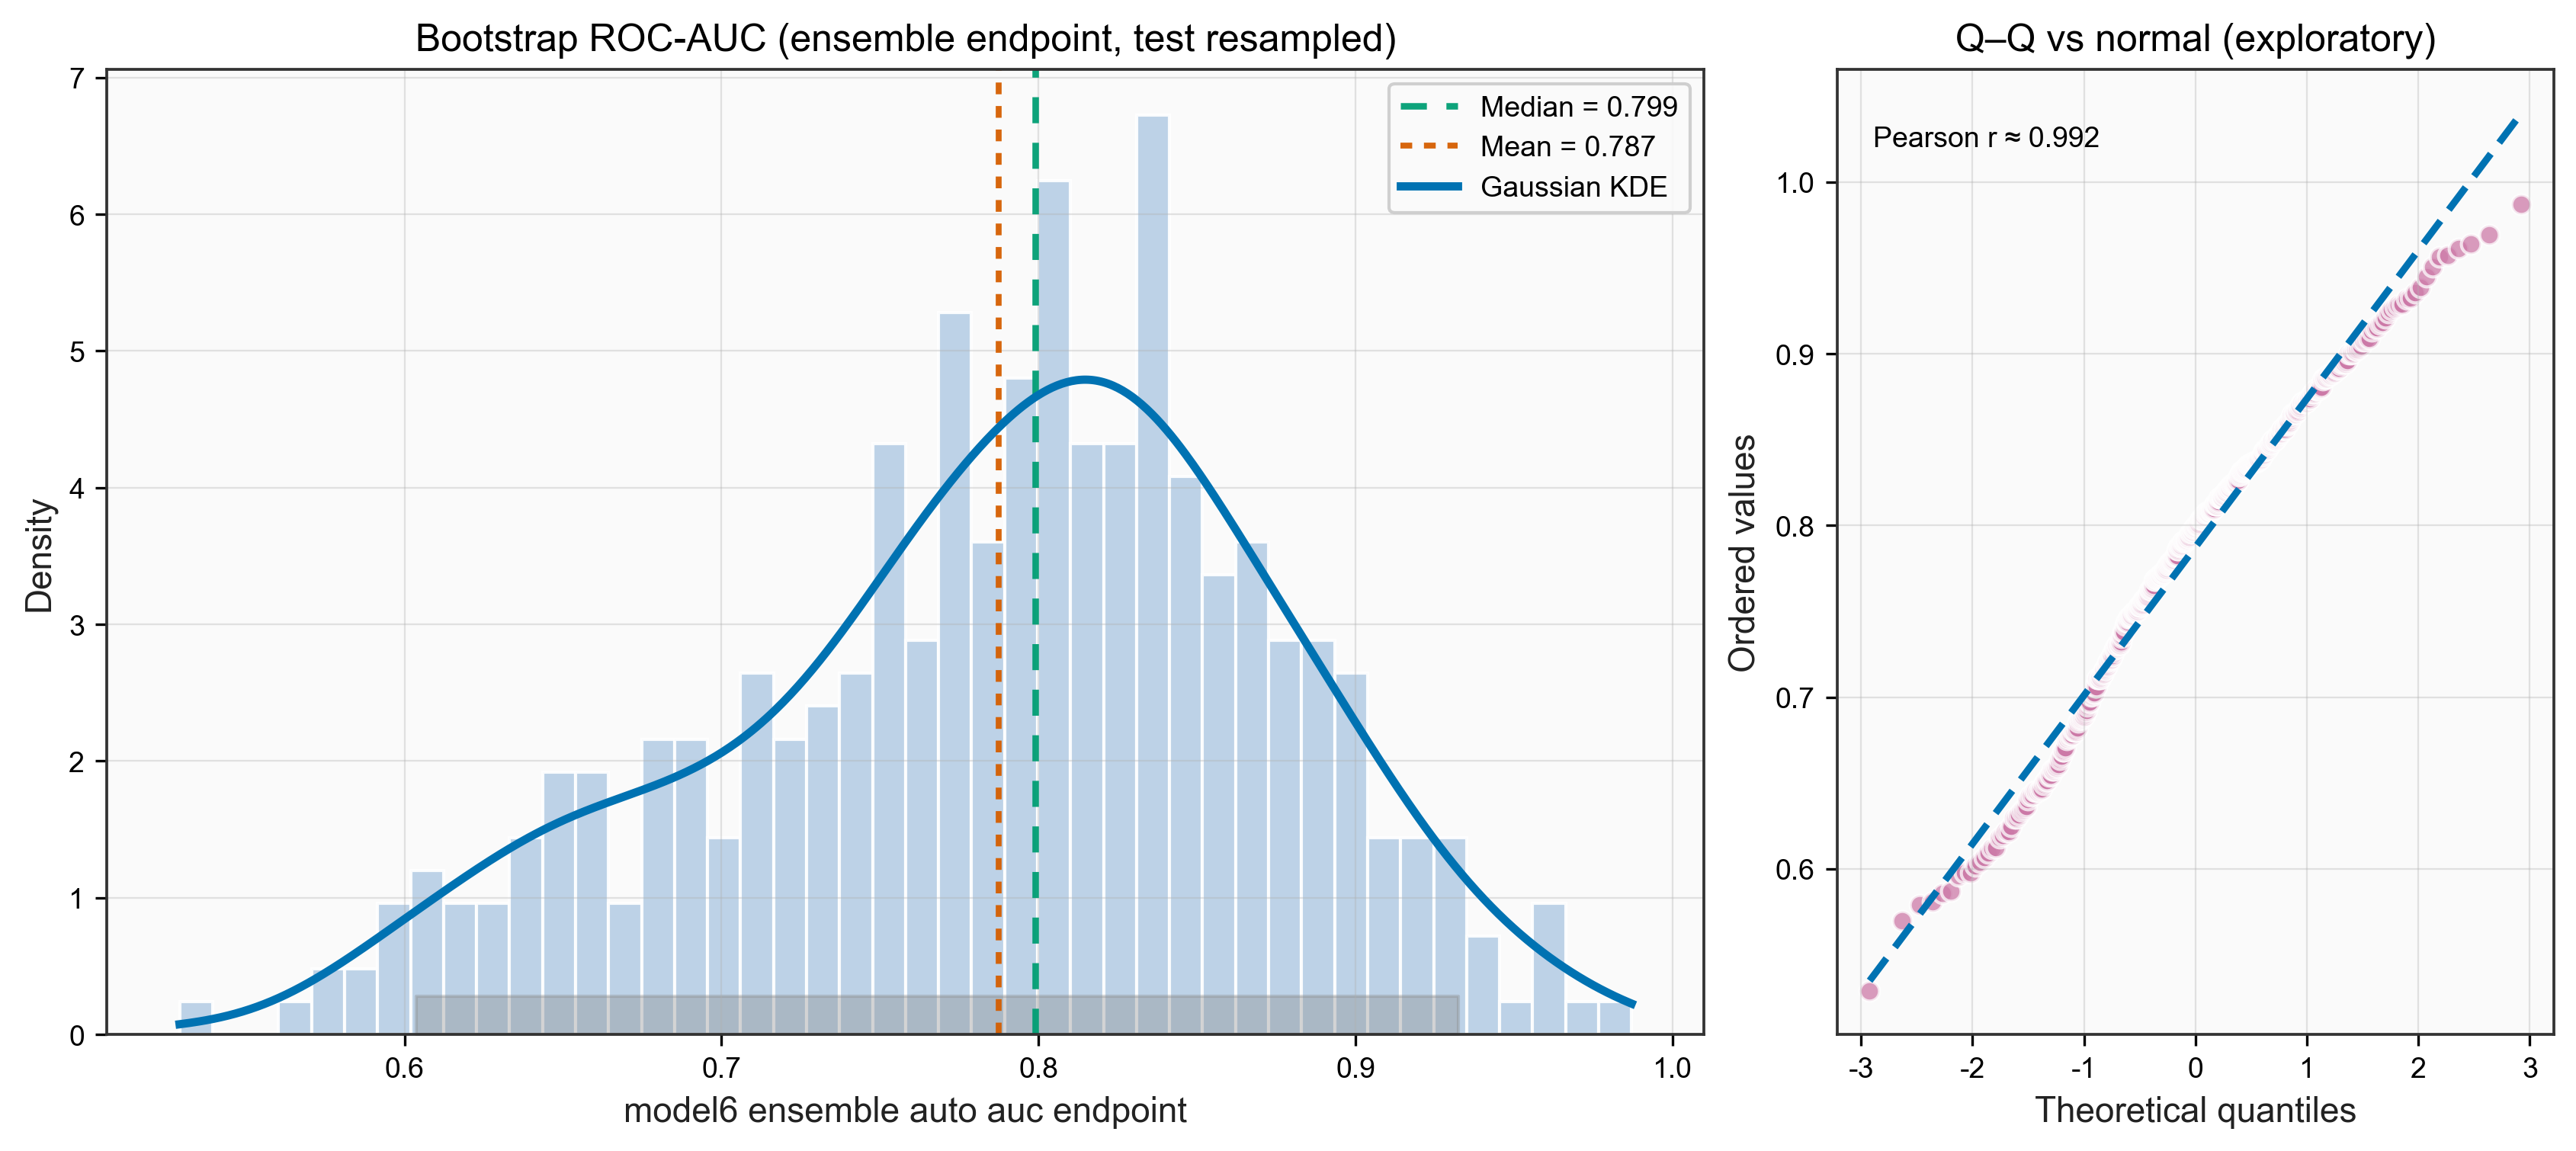 Bootstrap ROC-AUC (ensemble endpoint, test resampled)
Median = 0.799
Mean = 0.787
Gaussian KDE
Density
7
6
5
4
3
2
1
0
0.6
0.7
0.8
0.9
1.0
model6 ensemble auto auc endpoint
Q–Q vs normal (exploratory)
Pearson r ≈ 0.992
Ordered values
1.0
0.9
0.8
0.7
0.6
-3
-2
-1
0
1
2
3
Theoretical quantiles